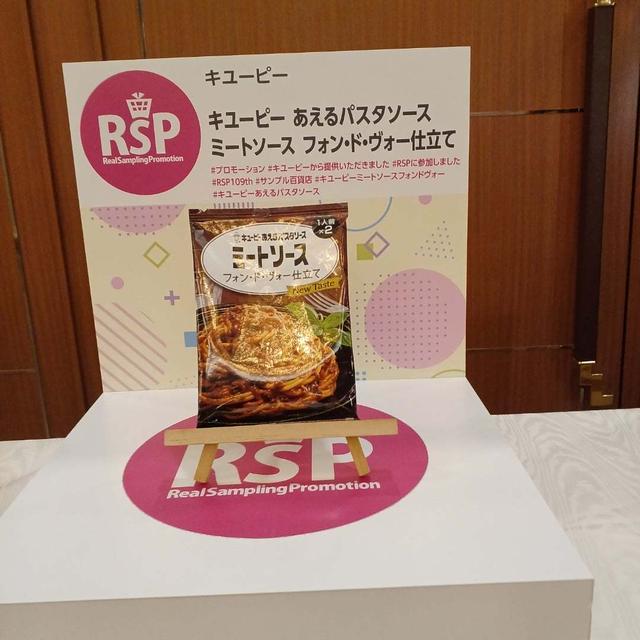 RSP
RealSamplingPromotion
キユーピー
キユーピー あえるパスタソース
ミートソース フォン・ド・ヴォー仕立て
#プロモーション #キユーピーから提供いただきました #RSPに参加しました
#RSP109th #サンプル百貨店 #キユーピーミートソースフォンドヴォー
#キユーピーあえるパスタソース
1人前
×2
キユーピーあえるパスタソース
ミートソース
フォン・ド・ヴォー仕立て
New Taste
RSP
RealSamplingPromotion